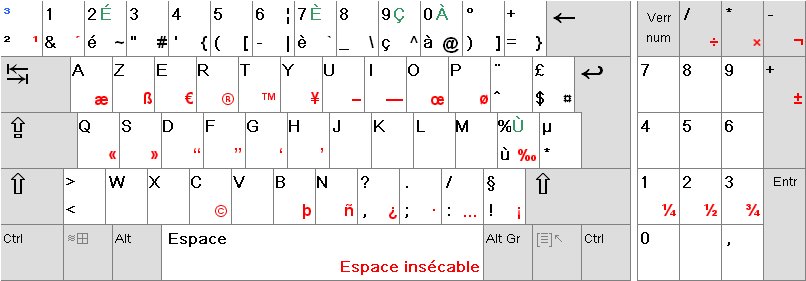 ³ 1 2 É 3 4 5 6 ¦ 7 È 8 9 Ç 0 À ° + ← Verr num / * -
² ¹ & ´ é ~ " # ' { ( [ - | è ` _ \ ç ^ à @ ) ] = } ÷ × ¬
↹ A Z E R T Y U I O P ¨ £ ↵ 7 8 9 +
æ ß € ® ™ ¥ – — œ ø ^ $ ¤ ±
⇪ Q S D F G H J K L M % Ù µ 4 5 6
« » “ ” ‘ ’ ù ‰ *
⇧ > W X C V B N ? . / § ⇧ 1 2 3 Entr
< © þ ñ , ¿ ; · : … ! ¡ ¼ ½ ¾
Ctrl Alt Espace Alt Gr Ctrl 0 ,
Espace insécable